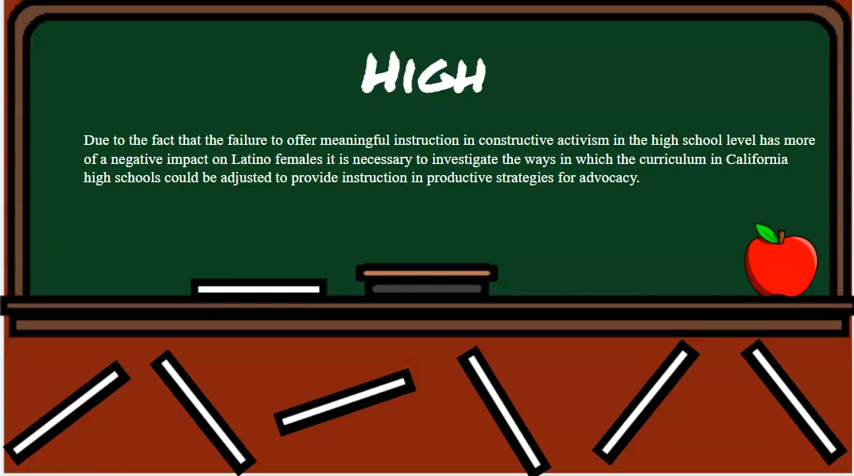 High
Due to the fact that the failure to offer meaningful instruction in constructive activism in the high school level has more
of a negative impact on Latino females it is necessary to investigate the ways in which the curriculum in California
high schools could be adjusted to provide instruction in productive strategies for advocacy.